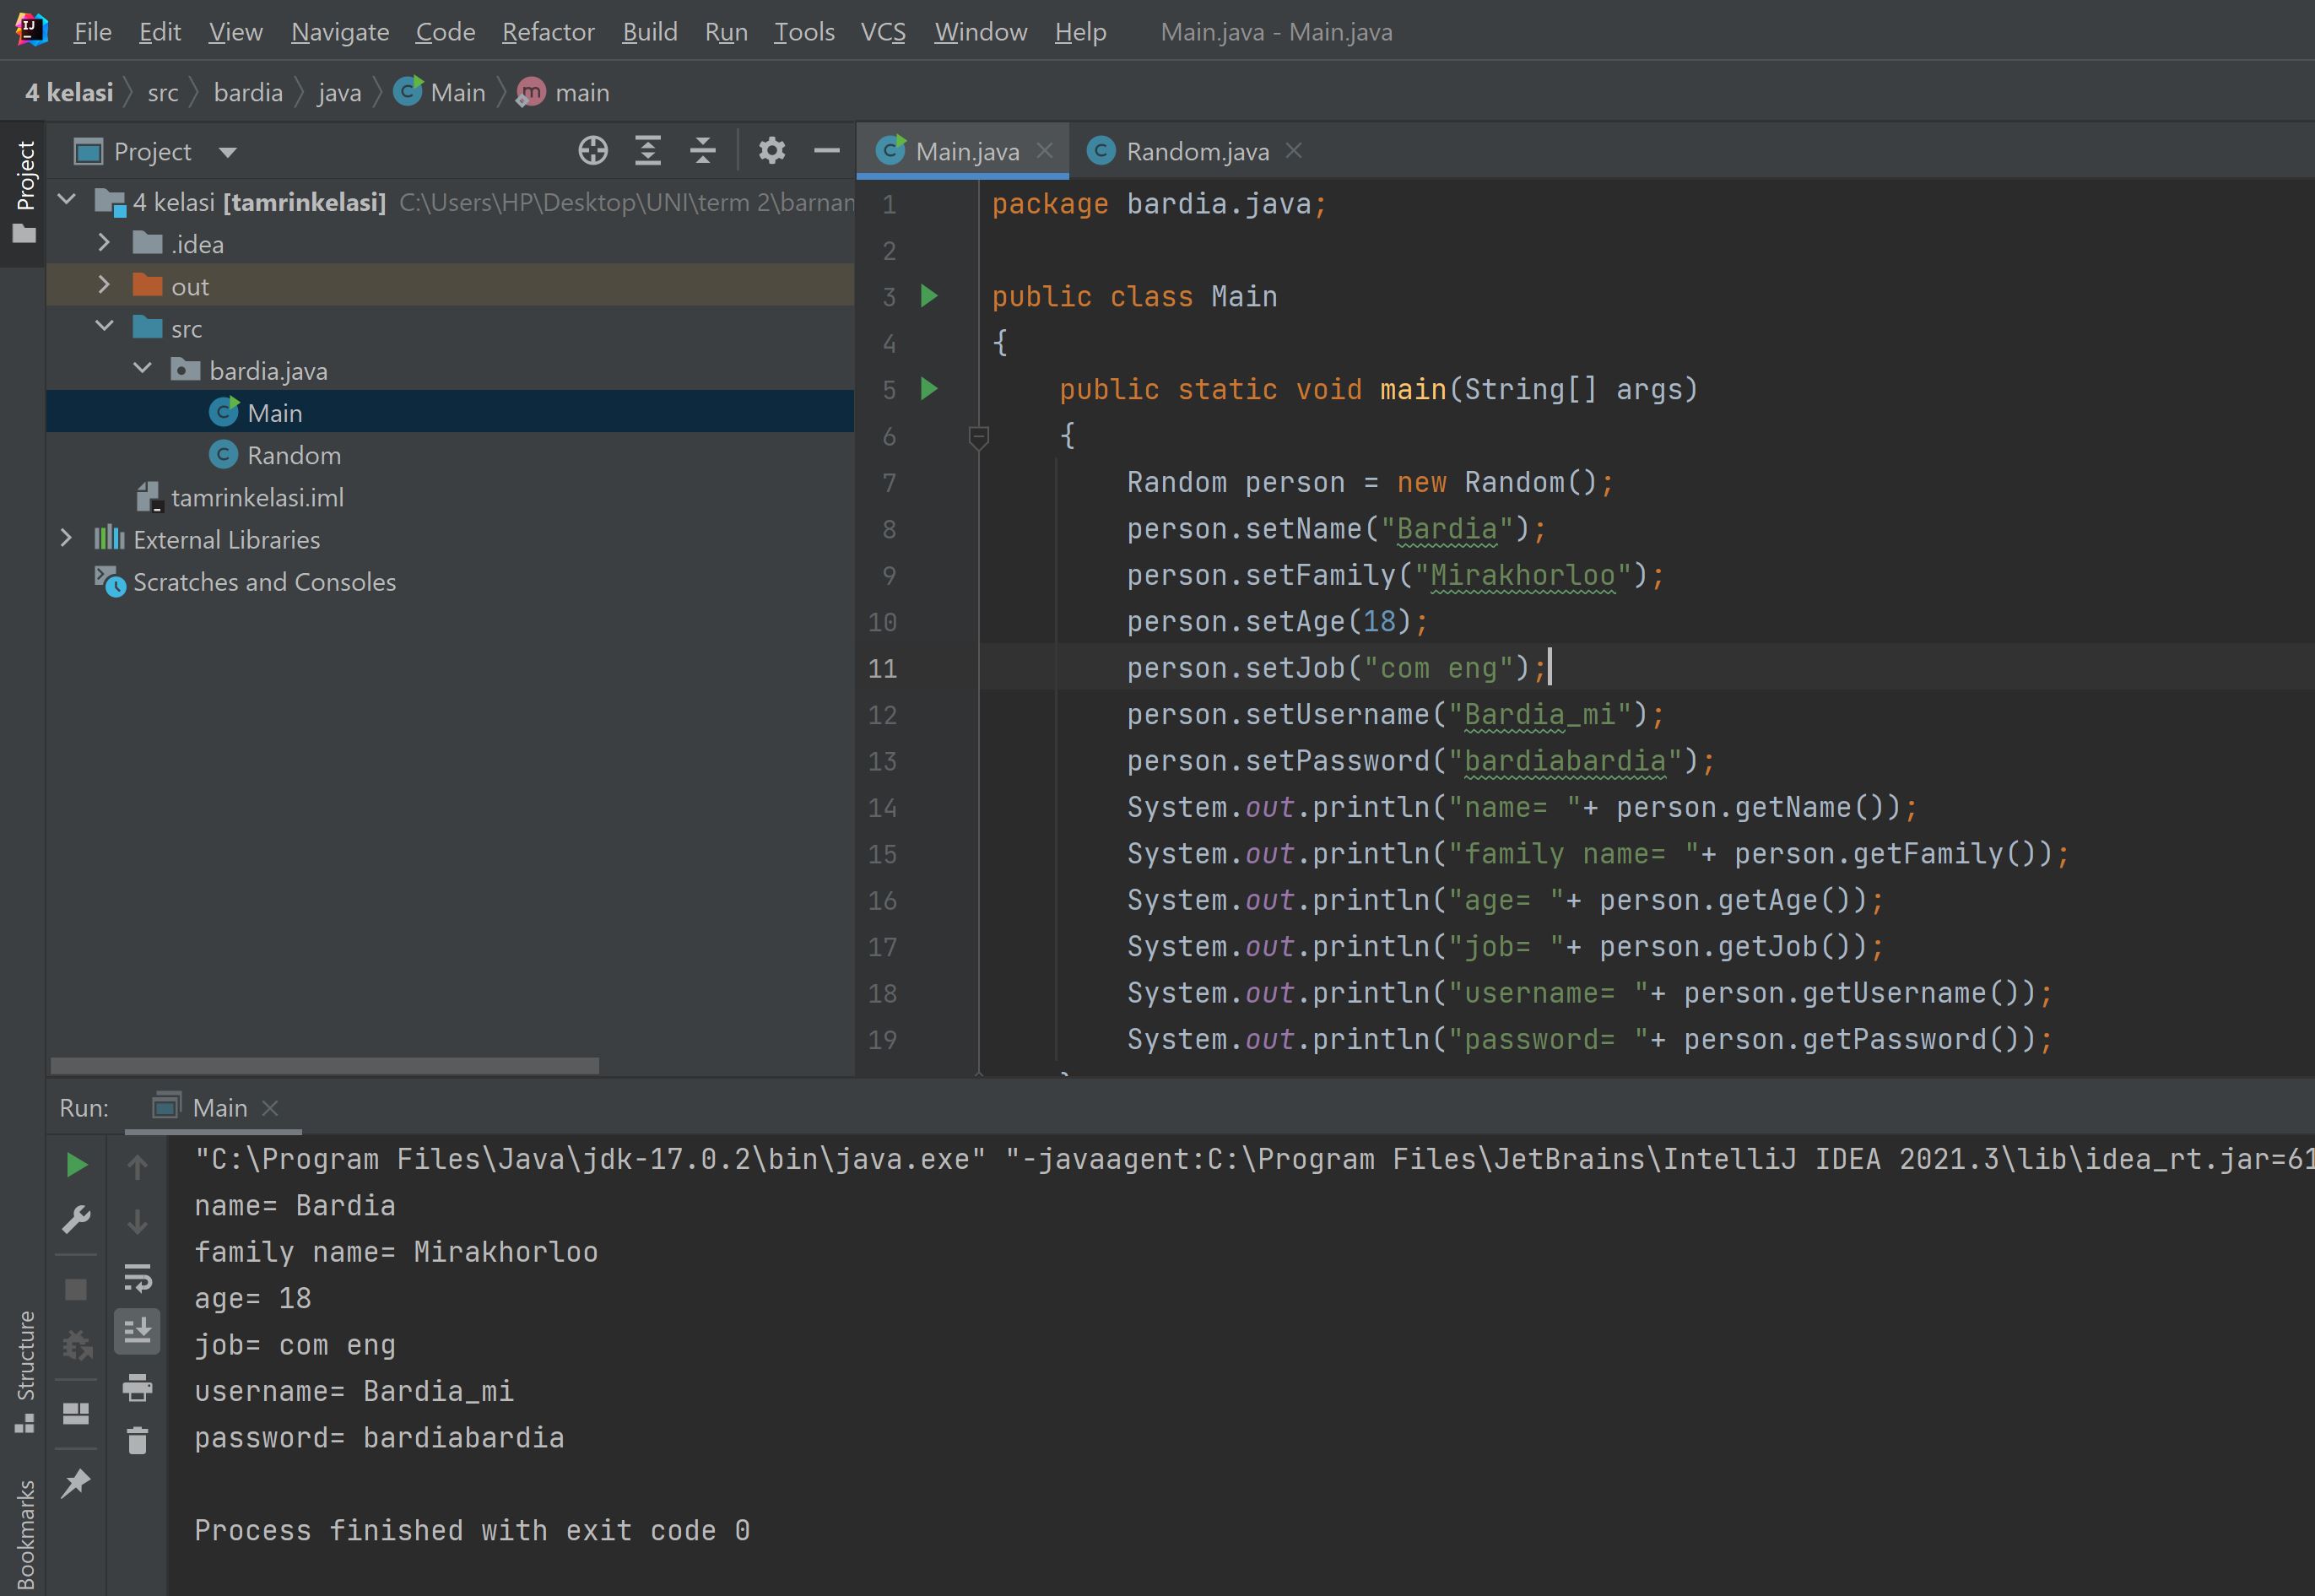 File Edit View Navigate Code Refactor Build Run Tools VCS Window Help Main.java - Main.java
4 kelasi src bardia java Main main
Project
Project
4 kelasi [tamrinkelasi] C:\Users\HP\Desktop\UNI\term 2\barnam
.idea
out
src
bardia.java
Main
Random
tamrinkelasi.iml
External Libraries
Scratches and Consoles
Main.java Random.java
1 package bardia.java;
2
3 public class Main
4 {
5 public static void main(String[] args)
6 {
7 Random person = new Random();
8 person.setName("Bardia");
9 person.setFamily("Mirakhorloo");
10 person.setAge(18);
11 person.setJob("com eng");
12 person.setUsername("Bardia_mi");
13 person.setPassword("bardiabardia");
14 System.out.println("name= "+ person.getName());
15 System.out.println("family name= "+ person.getFamily());
16 System.out.println("age= "+ person.getAge());
17 System.out.println("job= "+ person.getJob());
18 System.out.println("username= "+ person.getUsername());
19 System.out.println("password= "+ person.getPassword());
Run: Main
"C:\Program Files\Java\jdk-17.0.2\bin\java.exe" "-javaagent:C:\Program Files\JetBrains\IntelliJ IDEA 2021.3\lib\idea_rt.jar=61
name= Bardia
family name= Mirakhorloo
age= 18
job= com eng
username= Bardia_mi
password= bardiabardia
Process finished with exit code 0
Structure
Bookmarks